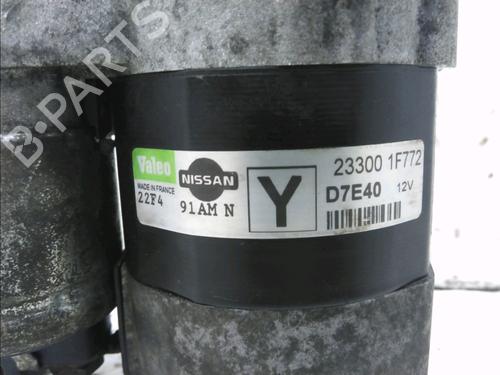 B-PARTS
Valeo
MADE IN FRANCE
22F4
NISSAN
91AM N
Y
23300 1F772
D7E40 12V